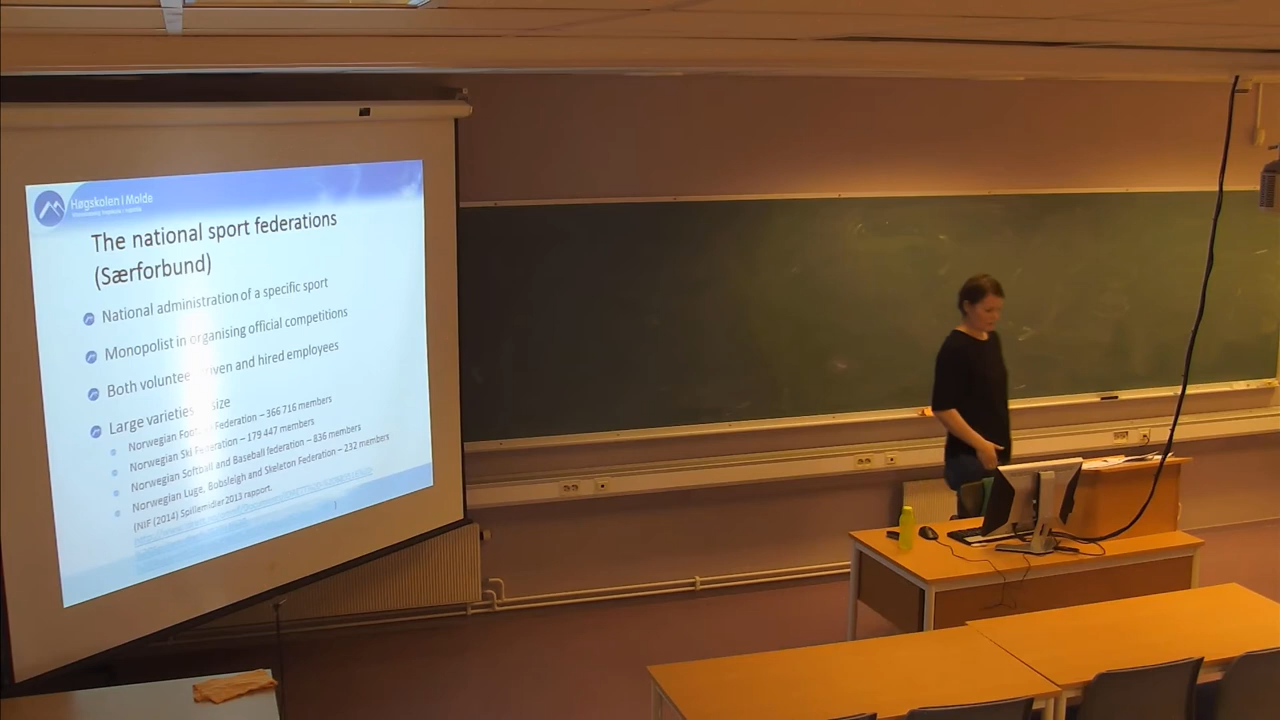 Høgskolen i Molde
The national sport federations
(Særforbund)
National administration of a specific sport
Monopolist in organising official competitions
Both volunteer driven and hired employees
Large varieties size
Norwegian Football Federation – 366 716 members
Norwegian Ski Federation – 179 447 members
Norwegian Softball and Baseball federation – 836 members
Norwegian Luge, Bobsleigh and Skeleton Federation – 232 members
(NIF (2014) Spillemidler 2013 rapport.